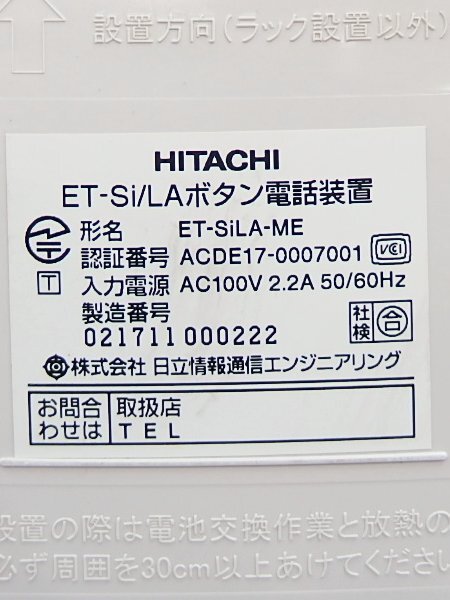 設置方向(ラック設置以外)
HITACHI
ET-Si/LAボタン電話装置
形名 ET-SiLA-ME
認証番号 ACDE17-0007001 VCI
T 入力電源 AC100V 2.2A 50/60Hz
製造番号
021711000222
社検 合
株式会社 日立情報通信エンジニアリング
お問合わせは 取扱店
TEL
設置の際は電池交換作業と放熱の
必ず周囲を30cm以上あけてください